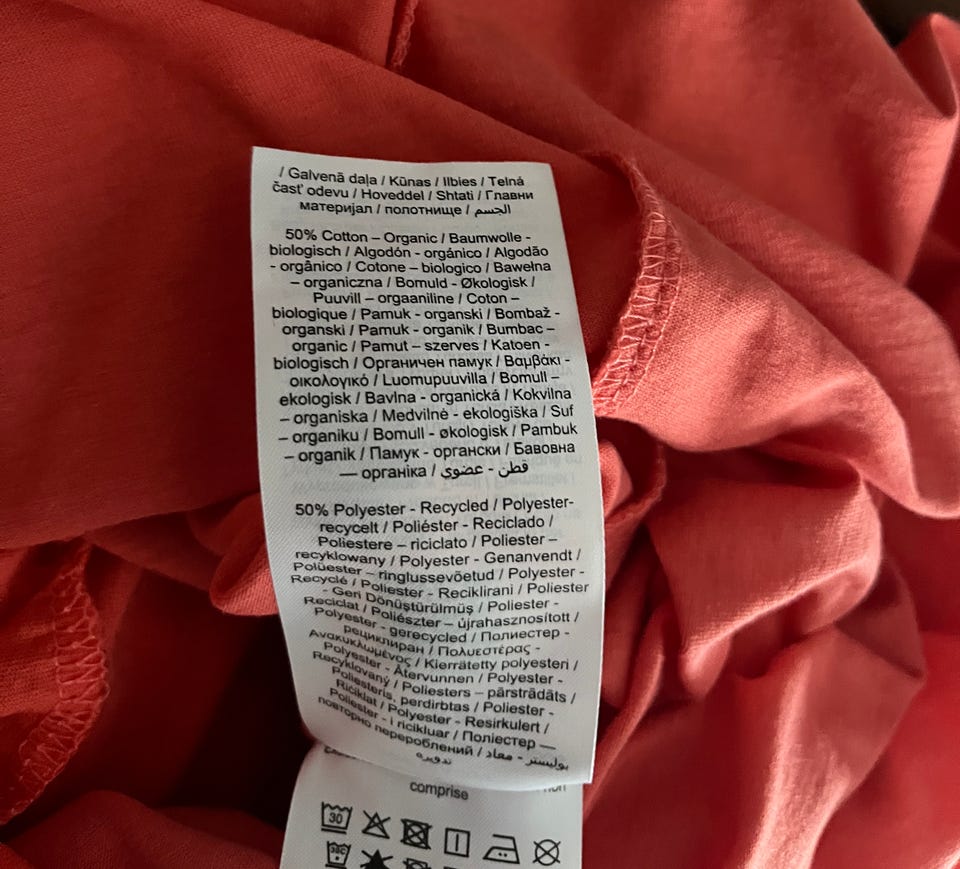 / Galvenā daļa / Kūnas / Ilbies / Telná
časť odevu / Hoveddel / Shtati / Главни
материјал / полотнище / الجسم
50% Cotton – Organic / Baumwolle -
biologisch / Algodón - orgánico / Algodão
- orgânico / Cotone – biologico / Bawełna
– organiczna / Bomuld - Økologisk /
Puuvill – orgaaniline / Coton –
biologique / Pamuk - organski / Bombaž -
organski / Pamuk - organik / Bumbac –
organic / Pamut – szerves / Katoen -
biologisch / Органичен памук / Βαμβάκι -
οικολογικό / Luomupuuvilla / Bomull –
ekologisk / Bavlna - organická / Kokvilna
– organiska / Medvilnė - ekologiška / Suf
– organiku / Bomull - økologisk / Pambuk
– organik / Памук - органски / Бавовна
— органіка / قطن - عضوي
50% Polyester - Recycled / Polyester-
recycelt / Poliéster - Reciclado /
Poliestere – riciclato / Poliester –
recyklowany / Polyester - Genanvendt /
Polüester – ringlussevõetud / Polyester -
Recyclé / Poliester - Reciklirani / Poliester
- Geri Dönüştürülmüş / Poliester -
Reciclat / Poliészter – újrahasznosított /
Polyester - gerecycled / Полиестер -
рециклиран / Πολυεστέρας -
Ανακυκλωμένος / Kierrätetty polyesteri /
Polyester - Återvunnen / Polyester -
Recyklovaný / Poliesters – pārstrādāts /
Poliesteris, perdirbtas / Poliester -
Riciklat / Polyester - Resirkulert /
Poliester - i ricikluar / Поліестер —
повторно перероблений / بوليستر - معاد
تدويره
comprise
30